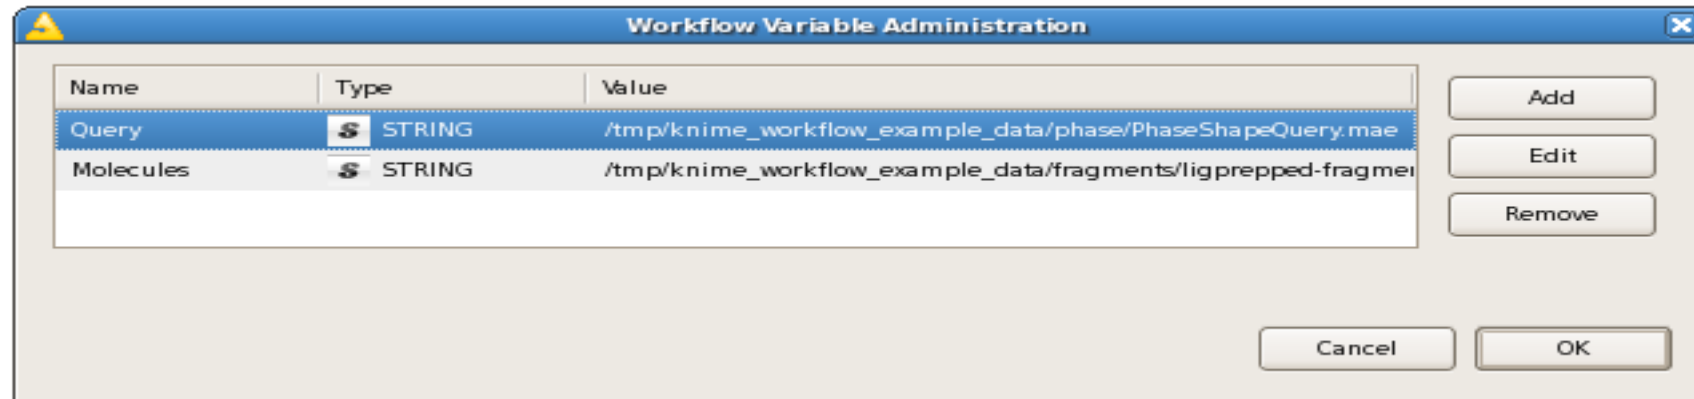 Workflow Variable Administration
Name Type Value
Query S STRING /tmp/knime_workflow_example_data/phase/PhaseShapeQuery.mae
Molecules S STRING /tmp/knime_workflow_example_data/fragments/ligprepped-fragmen
Add
Edit
Remove
Cancel OK